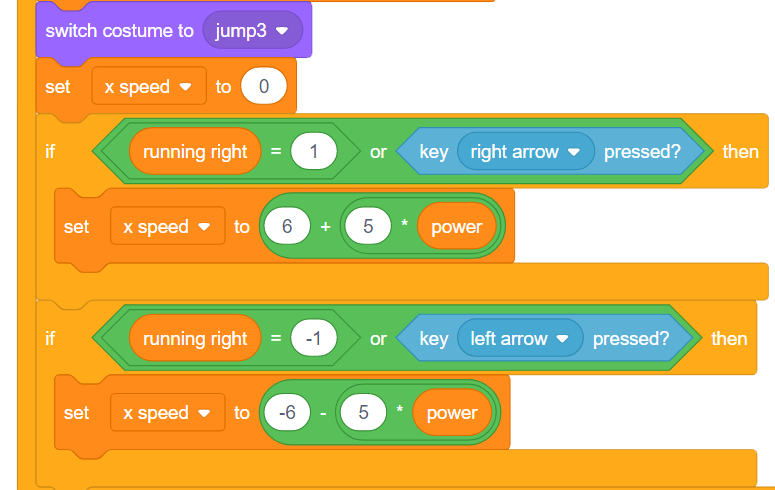 switch costume to jump3
set x speed to 0
if running right = 1 or key right arrow pressed? then
set x speed to 6 + 5 * power
if running right = -1 or key left arrow pressed? then
set x speed to -6 - 5 * power